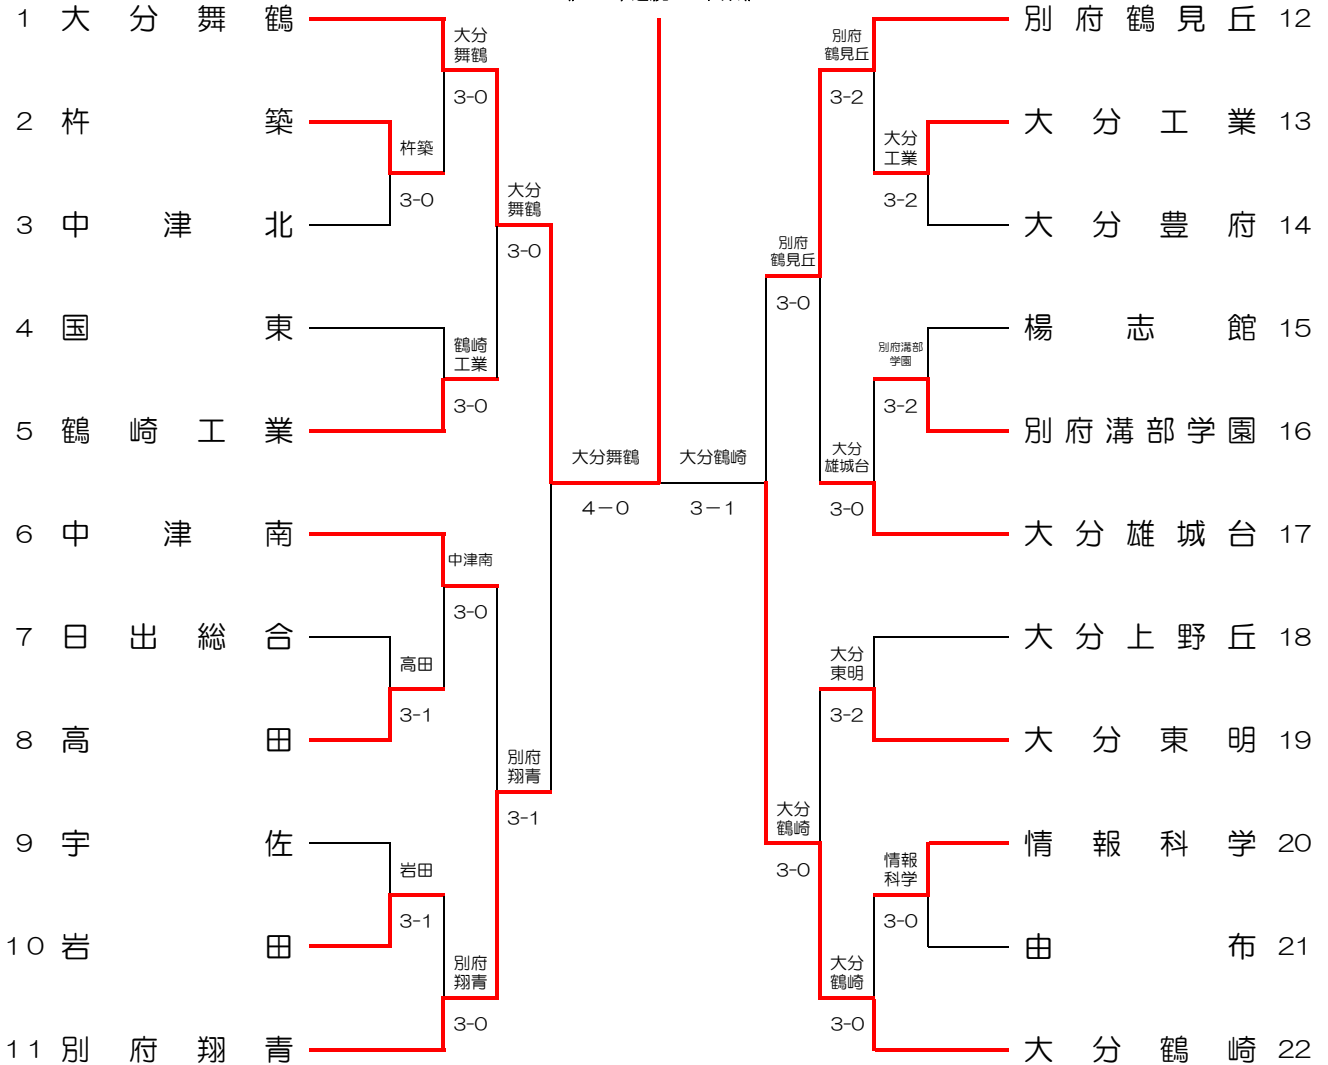 1 大分舞鶴
2 杵築
3 中津北
4 国東
5 鶴崎工業
6 中津南
7 日出総合
8 高田
9 宇佐
10 岩田
11 別府翔青
大分
舞鶴
3-0
杵築
3-0
大分
舞鶴
3-0
鶴崎
工業
3-0
中津南
3-0
高田
3-1
別府
翔青
3-1
岩田
3-1
別府
翔青
3-0
大分舞鶴
4-0
大分鶴崎
3-1
別府
鶴見丘
3-2
大分
工業
3-2
別府
鶴見丘
3-0
別府溝部
学園
3-2
大分
雄城台
3-0
大分
東明
3-2
大分
鶴崎
3-0
情報
科学
3-0
大分
鶴崎
3-0
別府鶴見丘 12
大分工業 13
大分豊府 14
楊志館 15
別府溝部学園 16
大分雄城台 17
大分上野丘 18
大分東明 19
情報科学 20
由布 21
大分鶴崎 22